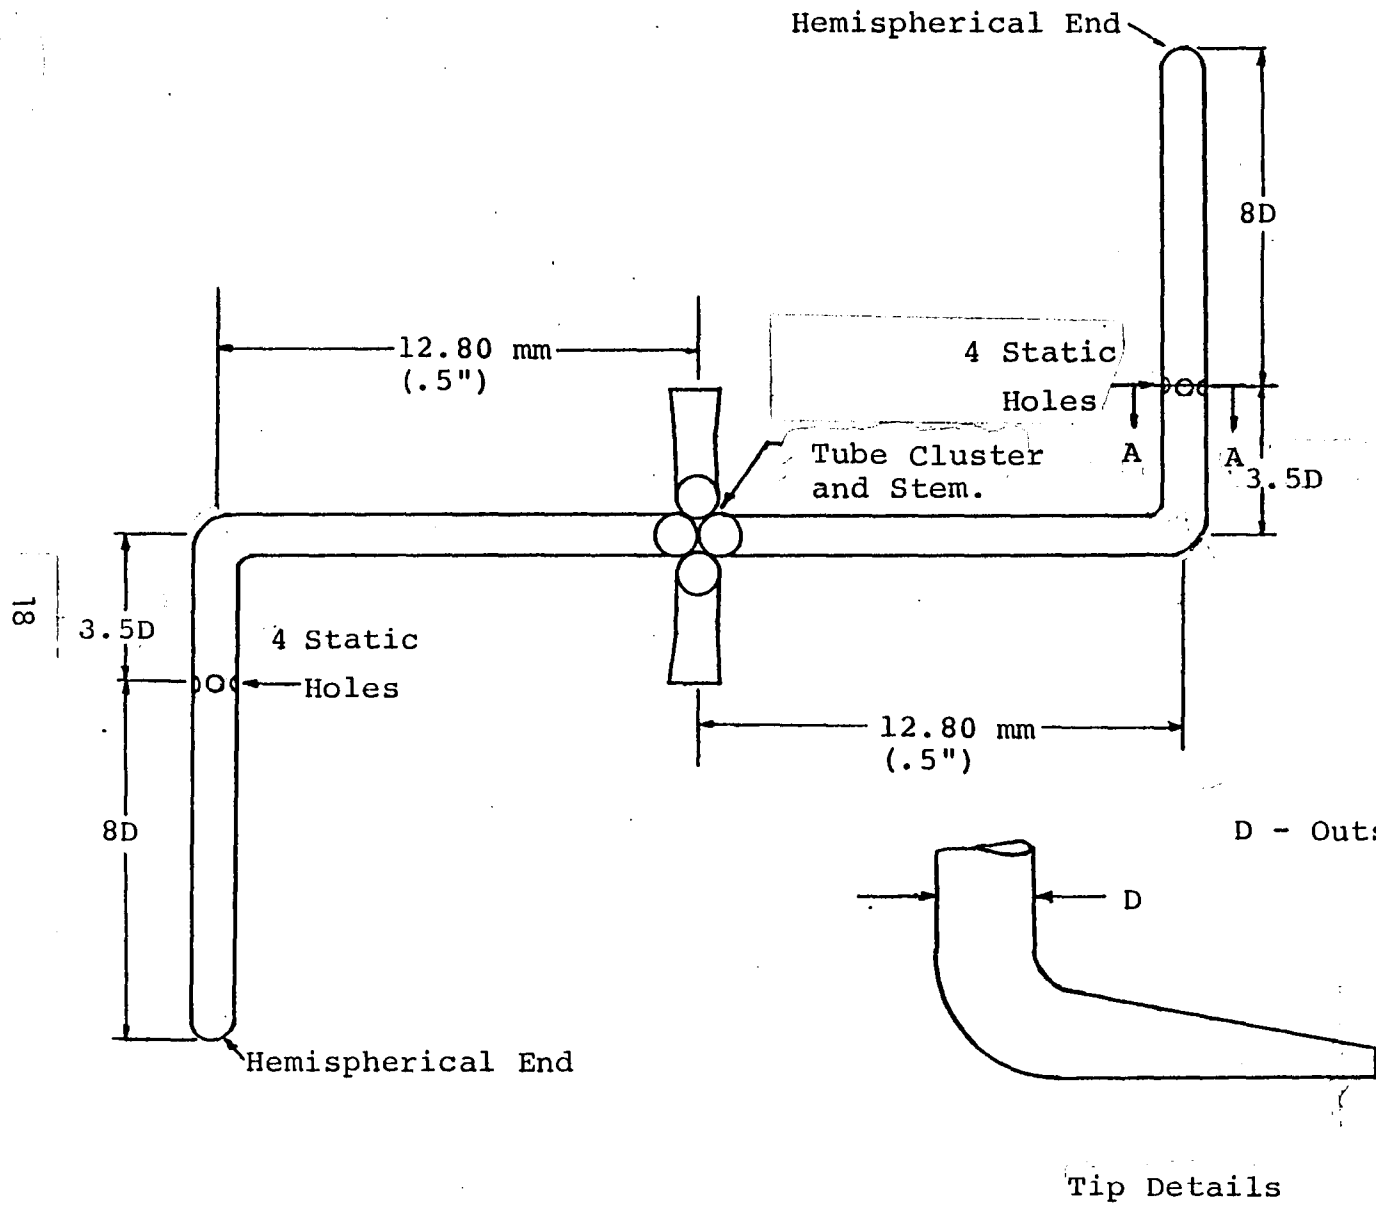 Hemispherical End
8D
12.80 mm
(.5")
4 Static
Holes
A
A
3.5D
Tube Cluster
and Stem.
18
3.5D
4 Static
Holes
12.80 mm
(.5")
8D
D - Outs
D
Hemispherical End
Tip Details